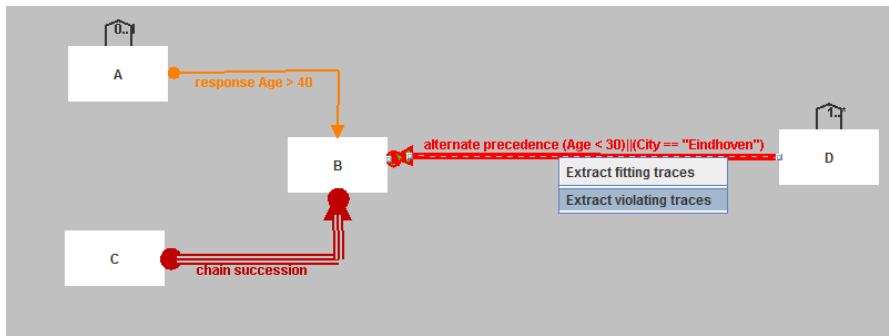 0..1
A
response Age > 40
1..*
alternate precedence (Age < 30)||(City == "Eindhoven")
B
D
Extract fitting traces
Extract violating traces
C
chain succession